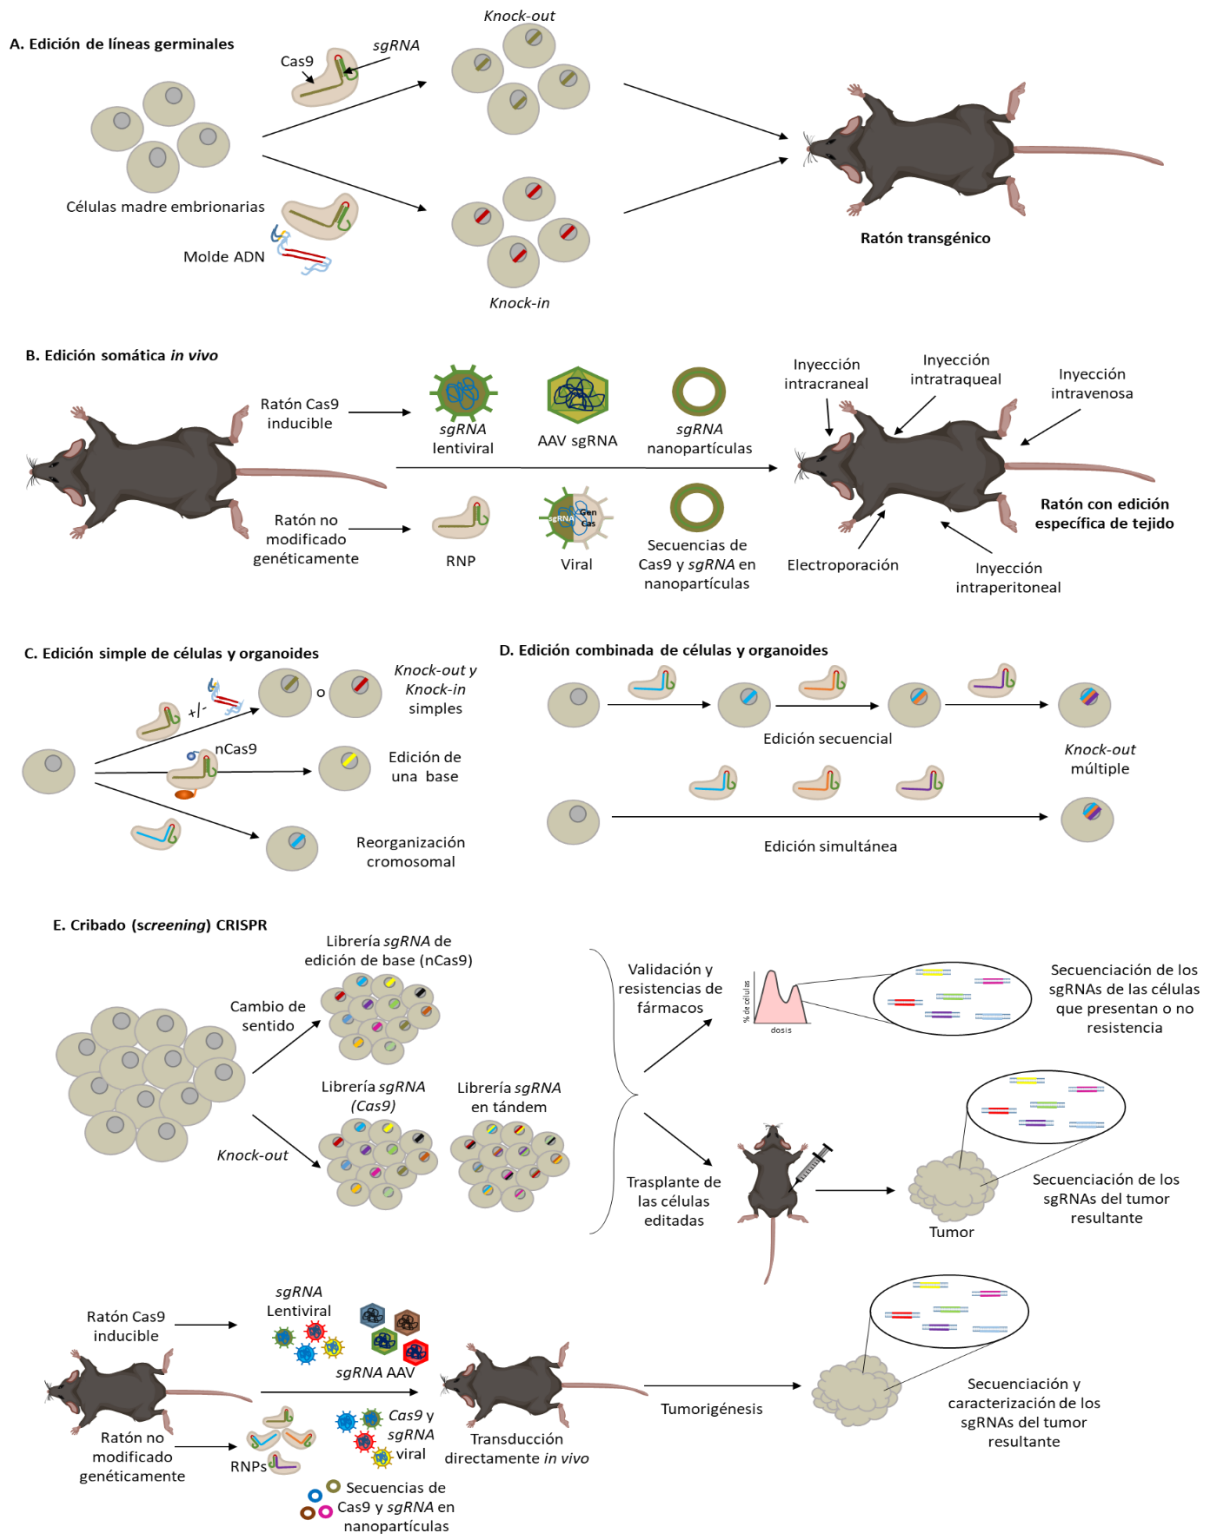 A. Edición de líneas germinales
Cas9
sgRNA
Knock-out
Células madre embrionarias
Molde ADN
Knock-in
Ratón transgénico
B. Edición somática in vivo
Ratón Cas9
inducible
sgRNA
lentiviral
AAV sgRNA
sgRNA
nanopartículas
Ratón no
modificado
genéticamente
RNP
sgRNA
Gen
Cas
Viral
Secuencias de
Cas9 y sgRNA en
nanopartículas
Inyección
intracraneal
Inyección
intratraqueal
Inyección
intravenosa
Ratón con edición
específica de tejido
Electroporación
Inyección
intraperitoneal
C. Edición simple de células y organoides
+/-
o
Knock-out y
Knock-in
simples
nCas9
Edición de
una base
Reorganización
cromosomal
D. Edición combinada de células y organoides
Edición secuencial
Knock-out
múltiple
Edición simultánea
E. Cribado (screening) CRISPR
Librería sgRNA de
edición de base (nCas9)
Cambio de
sentido
Librería sgRNA
(Cas9)
Librería sgRNA
en tándem
Knock-out
Validación y
resistencias de
fármacos
% de células
dosis
Secuenciación de los
sgRNAs de las células
que presentan o no
resistencia
Trasplante de
las células
editadas
Tumor
Secuenciación de los
sgRNAs del tumor
resultante
Ratón Cas9
inducible
sgRNA
Lentiviral
sgRNA AAV
Ratón no
modificado
genéticamente
RNPs
Cas9 y
sgRNA
viral
Secuencias de
Cas9 y sgRNA en
nanopartículas
Transducción
directamente in vivo
Tumorigénesis
Secuenciación y
caracterización de los
sgRNAs del tumor
resultante